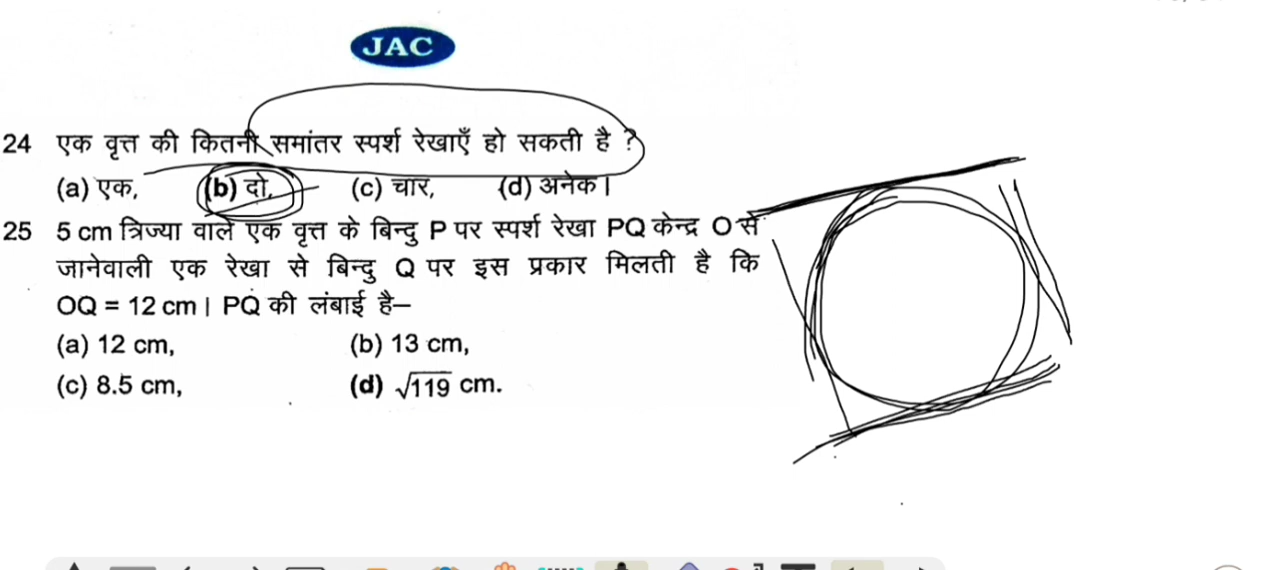 JAC
24 एक वृत्त की कितनी समांतर स्पर्श रेखाएँ हो सकती है ?
(a) एक, (b) दो, (c) चार, (d) अनेक।
25 5 cm त्रिज्या वाले एक वृत्त के बिन्दु P पर स्पर्श रेखा PQ केन्द्र O से
जानेवाली एक रेखा से बिन्दु Q पर इस प्रकार मिलती है कि
OQ = 12 cm | PQ की लंबाई है–
(a) 12 cm, (b) 13 cm,
(c) 8.5 cm, (d) √119 cm.